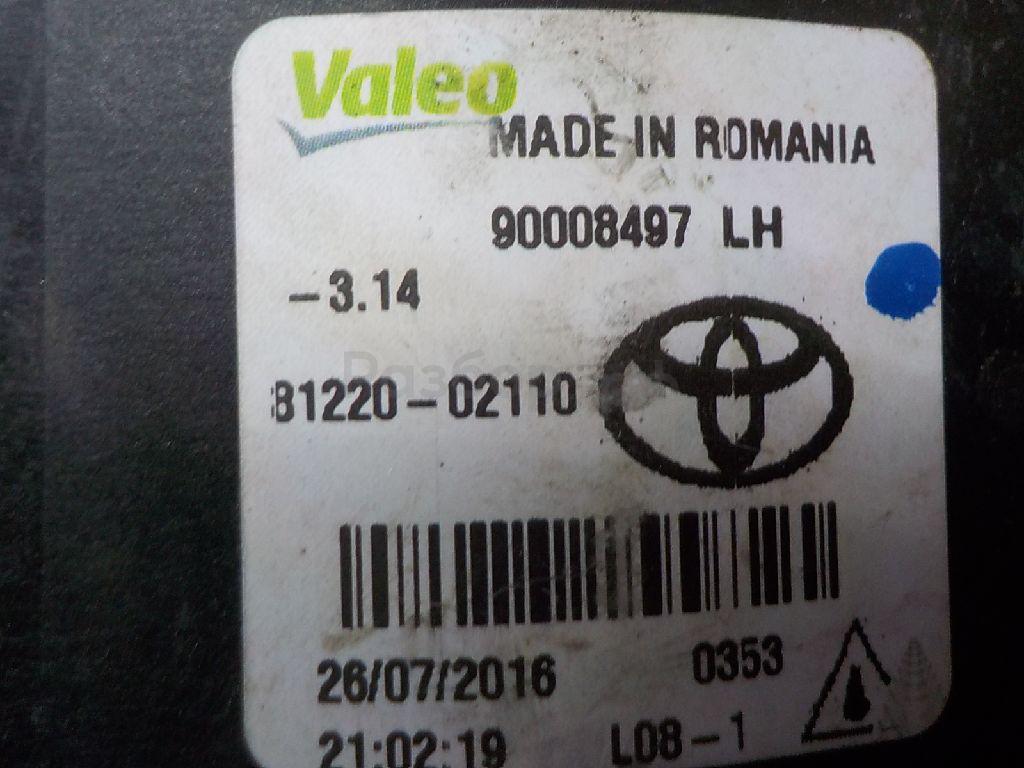 Valeo
MADE IN ROMANIA
90008497 LH
-3.14
81220-02110
26/07/2016 0353
21:02:19 L08-1